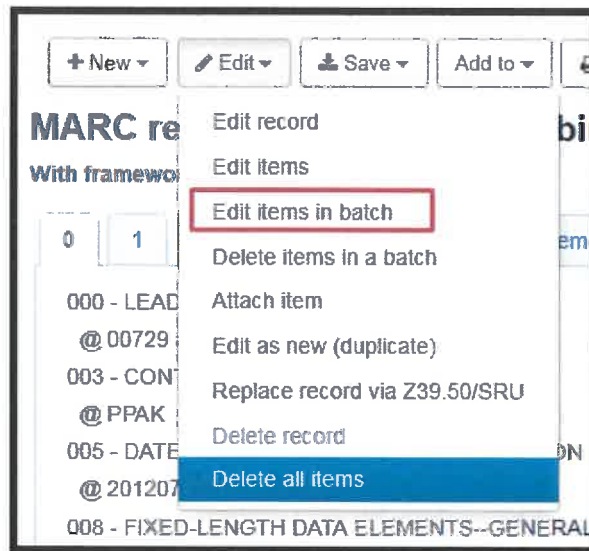 + New Edit Save Add to
MARC re bi
Edit record
With framewo
Edit items
Edit items in batch
0 1 em
Delete items in a batch
000 - LEAD
Attach item
@ 00729
Edit as new (duplicate)
003 - CONT
Replace record via Z39.50/SRU
@ PPAK
Delete record
005 - DATE ON
Delete all items
@ 201207
008 - FIXED-LENGTH DATA ELEMENTS--GENERAL